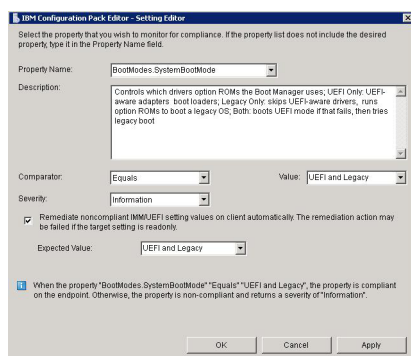 IBM Configuration Pack Editor - Setting Editor
Select the property that you wish to monitor for compliance. If the property list does not include the desired
property, type it in the Property Name field.
Property Name:
BootModes.SystemBootMode
Description:
Controls which drivers option ROMs the Boot Manager uses; UEFI Only: UEFI-
aware adapters boot loaders; Legacy Only: skips UEFI-aware drivers, runs
option ROMs to boot a legacy OS; Both: boots UEFI mode if that fails, then tries
legacy boot
Comparator:
Equals
Value:
UEFI and Legacy
Severity:
Information
Remediate noncompliant IMM/UEFI setting values on client automatically. The remediation action may
be failed if the target setting is readonly.
Expected Value:
UEFI and Legacy
When the property "BootModes.SystemBootMode" "Equals" "UEFI and Legacy", the property is compliant
on the endpoint. Otherwise, the property is non-compliant and returns a severity of "Information".
OK
Cancel
Apply